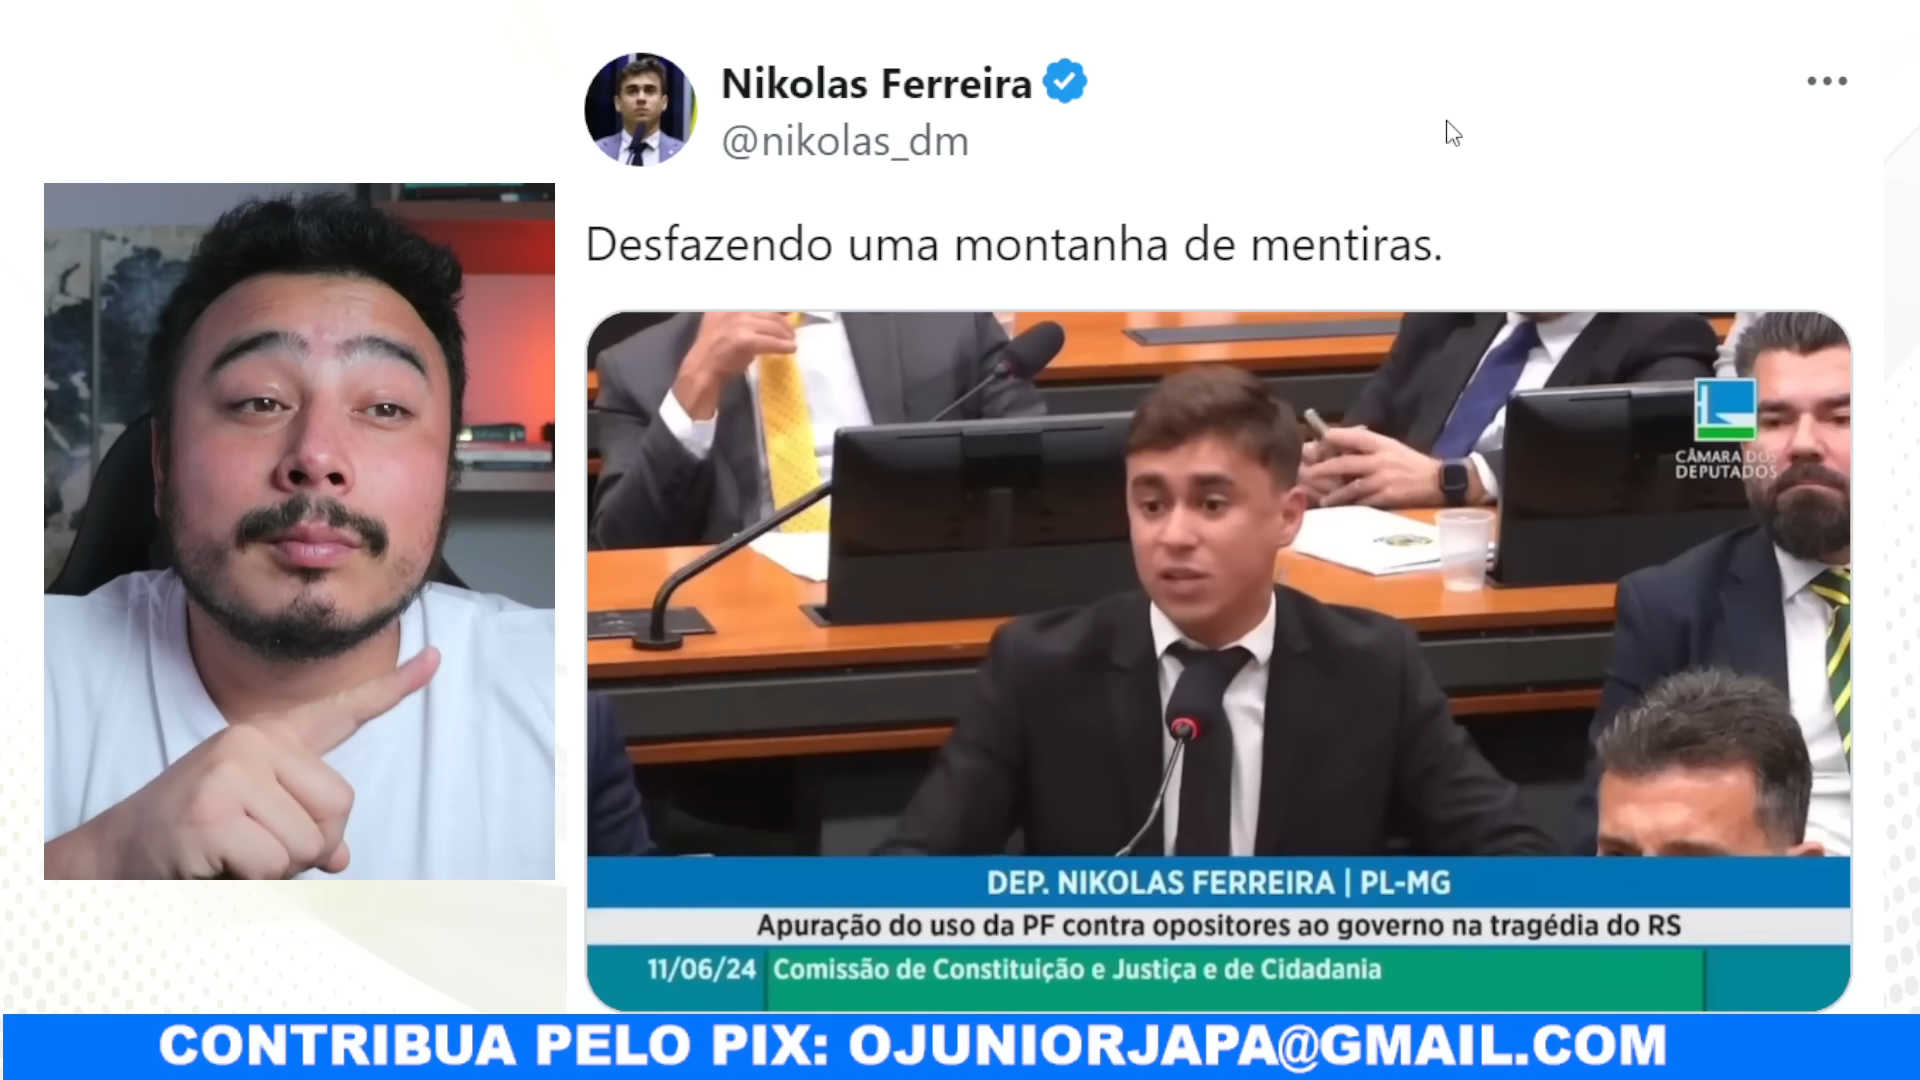 Nikolas Ferreira
@nikolas_dm
Desfazendo uma montanha de mentiras.
CÂMARA DOS
DEPUTADOS
DEP. NIKOLAS FERREIRA | PL-MG
Apuração do uso da PF contra opositores ao governo na tragédia do RS
11/06/24 Comissão de Constituição e Justiça e de Cidadania
CONTRIBUA PELO PIX: OJUNIORJAPA@GMAIL.COM